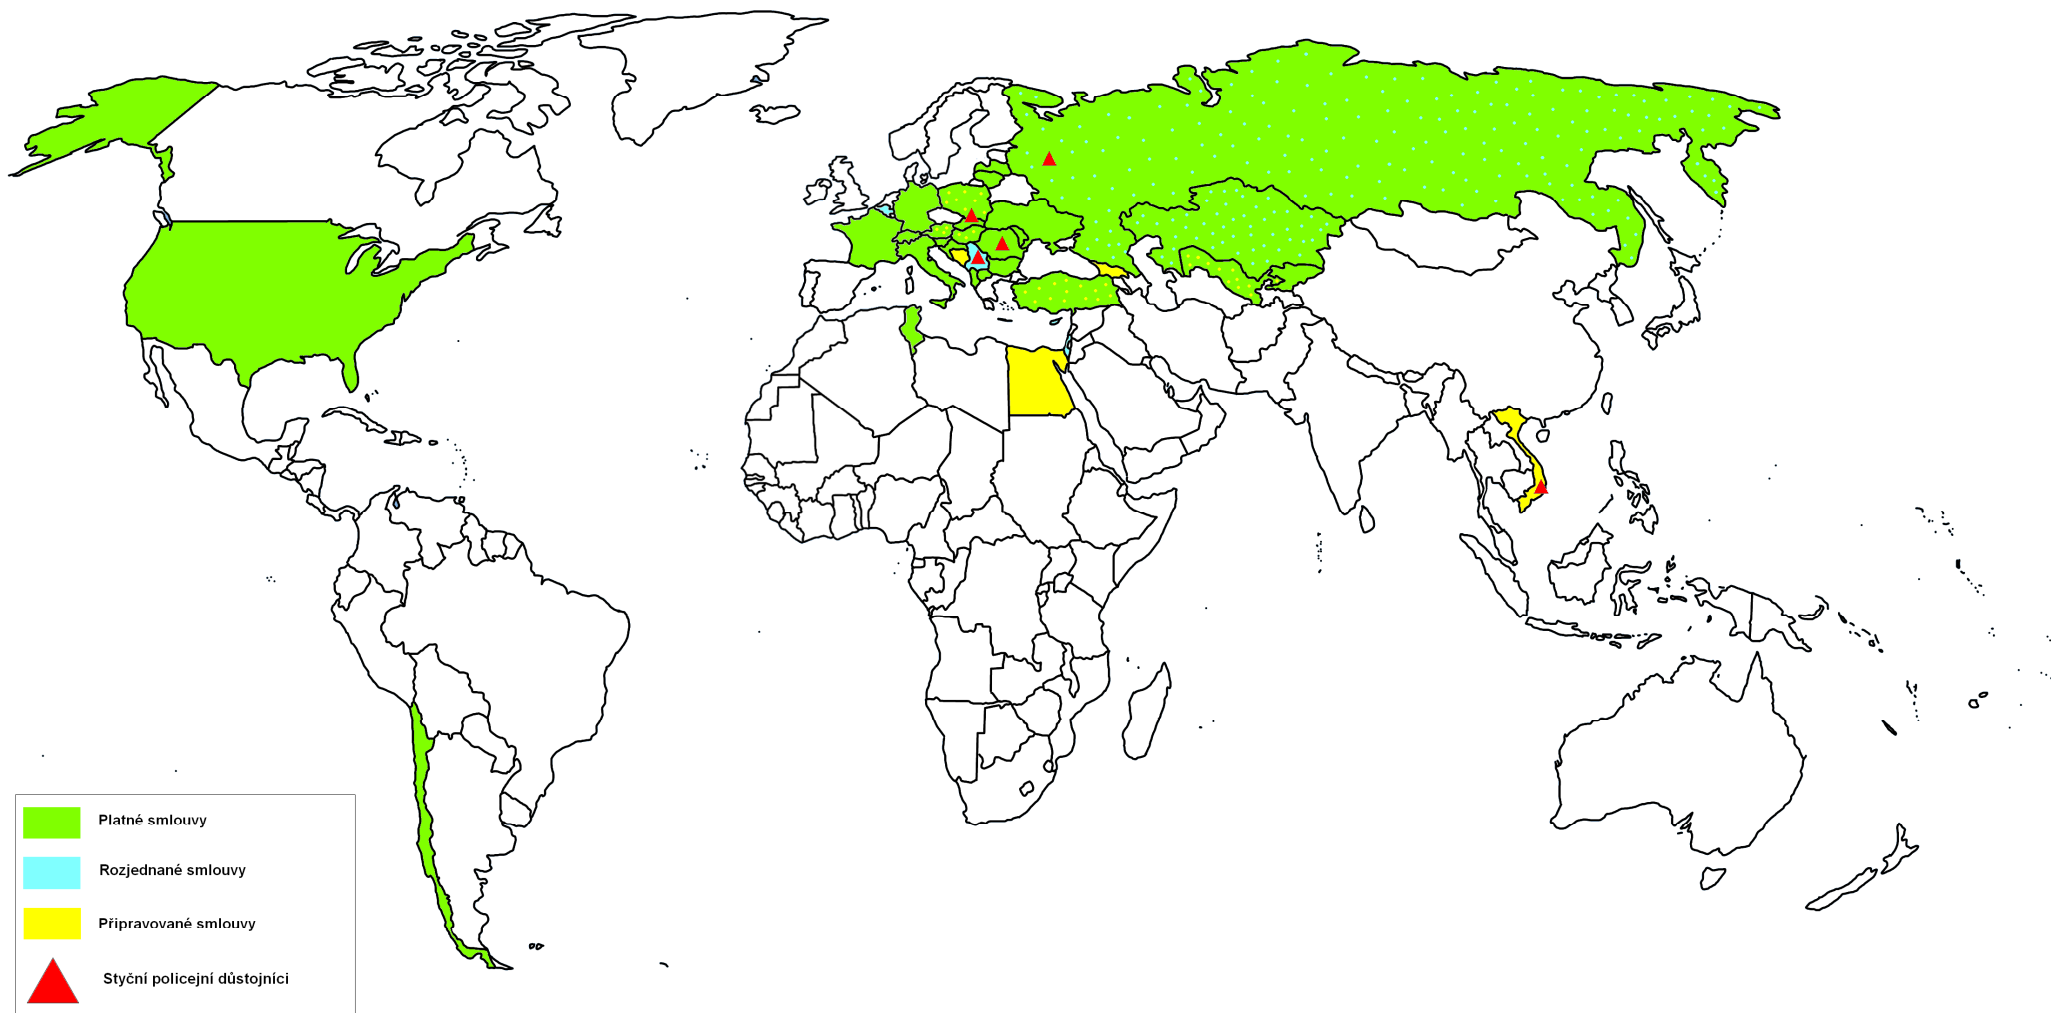 Platné smlouvy
Rozjednané smlouvy
Připravované smlouvy
Styční policejní důstojníci